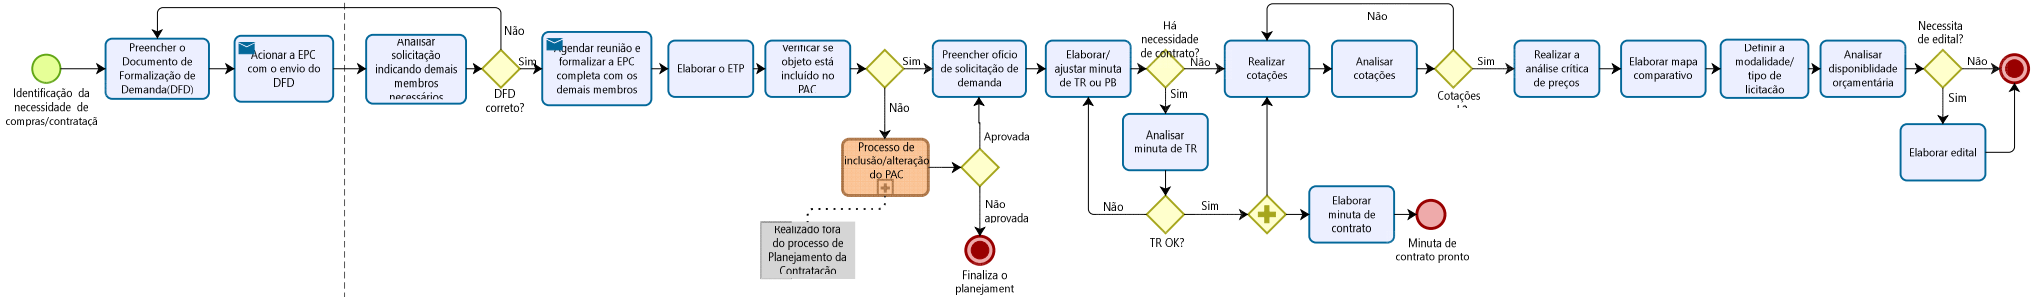 Identificação da
necessidade de
compras/contrataçã
Preencher o
Documento de
Formalização de
Demanda(DFD)
Acionar a EPC
com o envio do
DFD
Analisar
solicitação
indicando demais
membros
necessários
Não
Sim
DFD
correto?
Agendar reunião e
formalizar a EPC
completa com os
demais membros
Elaborar o ETP
Verificar se
objeto está
incluído no
PAC
Sim
Não
Processo de
inclusão/alteração
do PAC
Realizado fora
do processo de
Planejamento da
Contratação
Aprovada
Não
aprovada
Finaliza o
planejament
Preencher ofício
de solicitação de
demanda
Elaborar/
ajustar minuta
de TR ou PB
Há
necessidade
de contrato?
Não
Sim
Analisar
minuta de TR
Não
Sim
TR OK?
Elaborar
minuta de
contrato
Minuta de
contrato pronto
Realizar
cotações
Analisar
cotações
Não
Sim
Cotações
Realizar a
análise crítica
de preços
Elaborar mapa
comparativo
Definir a
modalidade/
tipo de
licitação
Analisar
disponiblidade
orçamentária
Necessita
de edital?
Não
Sim
Elaborar edital